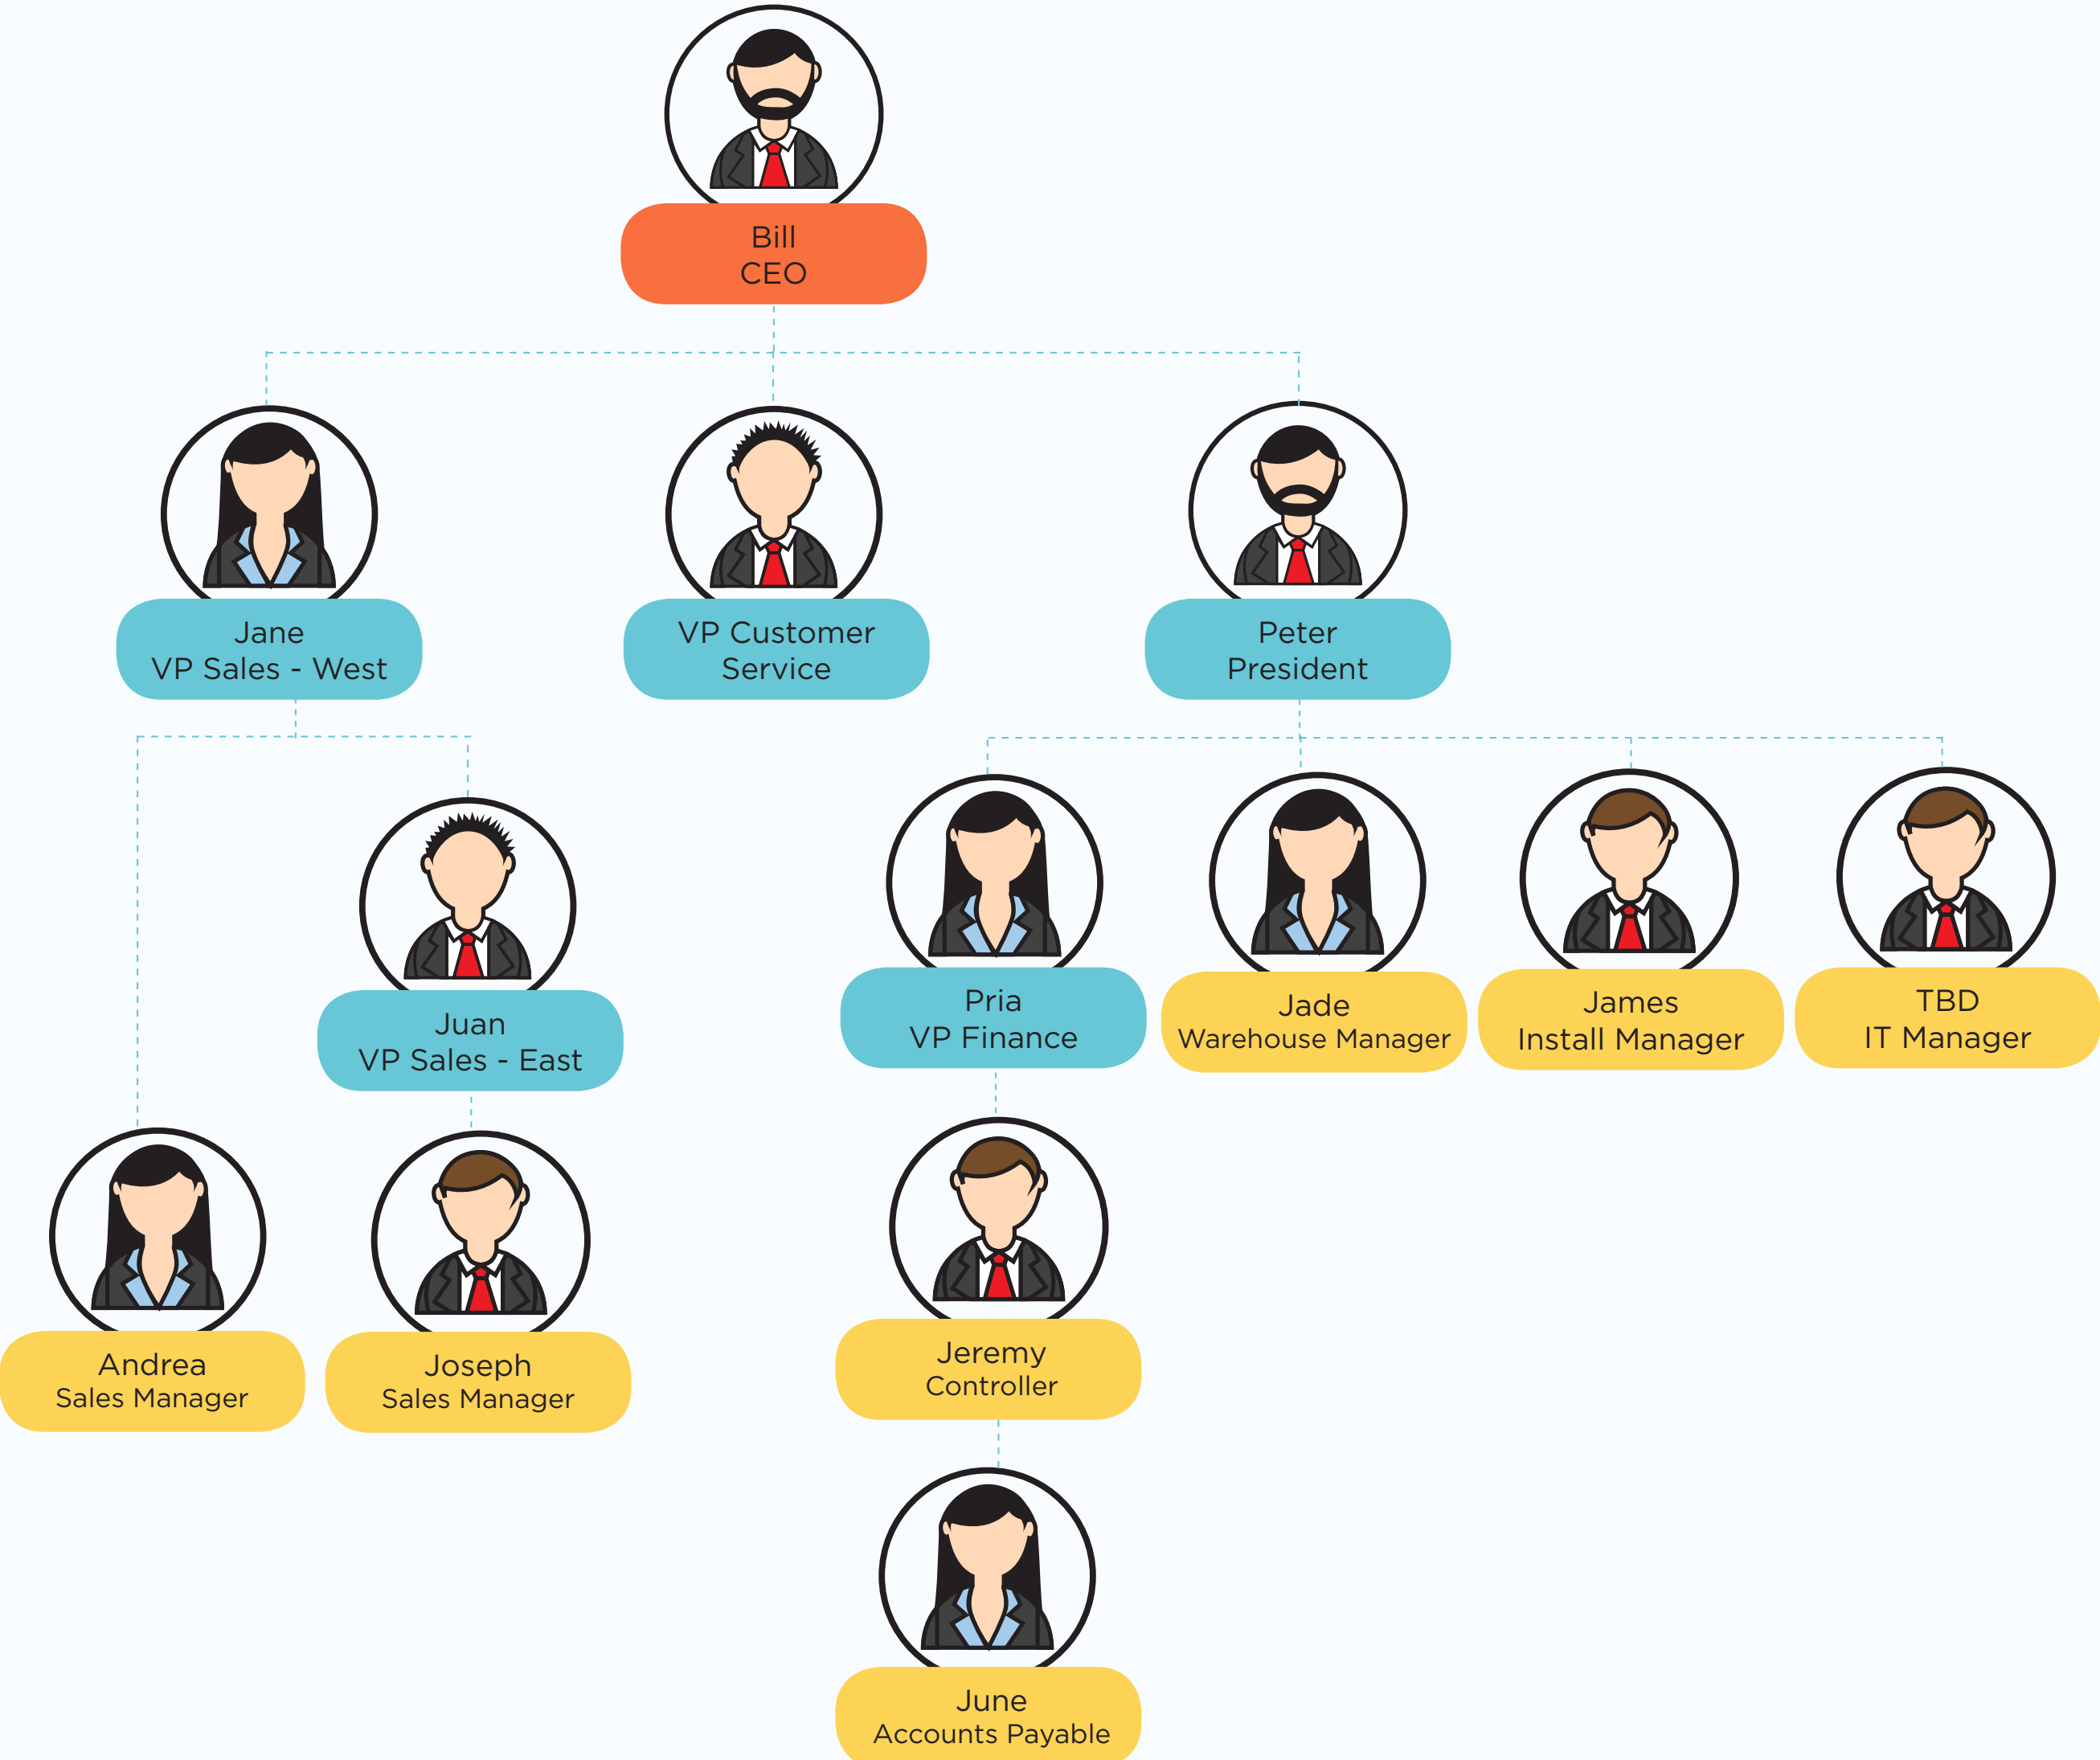 Bill
CEO
Jane
VP Sales - West
VP Customer
Service
Peter
President
Juan
VP Sales - East
Pria
VP Finance
Jade
Warehouse Manager
James
Install Manager
TBD
IT Manager
Andrea
Sales Manager
Joseph
Sales Manager
Jeremy
Controller
June
Accounts Payable